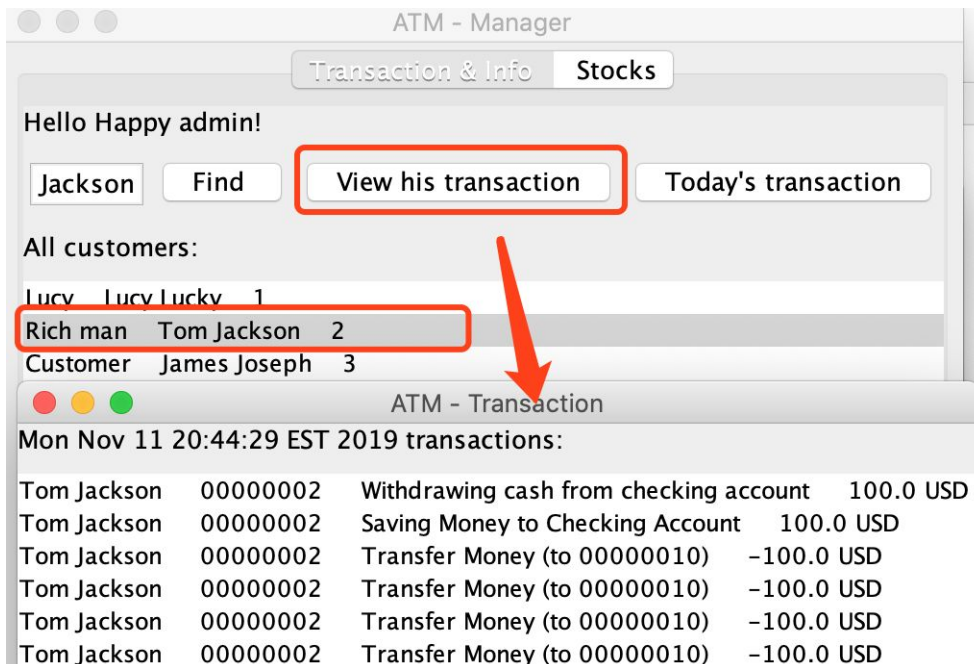 ATM - Manager
Transaction & Info Stocks
Hello Happy admin!
Jackson Find View his transaction Today's transaction
All customers:
Lucy Lucy Lucky 1
Rich man Tom Jackson 2
Customer James Joseph 3
ATM - Transaction
Mon Nov 11 20:44:29 EST 2019 transactions:
Tom Jackson 00000002 Withdrawing cash from checking account 100.0 USD
Tom Jackson 00000002 Saving Money to Checking Account 100.0 USD
Tom Jackson 00000002 Transfer Money (to 00000010) -100.0 USD
Tom Jackson 00000002 Transfer Money (to 00000010) -100.0 USD
Tom Jackson 00000002 Transfer Money (to 00000010) -100.0 USD
Tom Jackson 00000002 Transfer Money (to 00000010) -100.0 USD